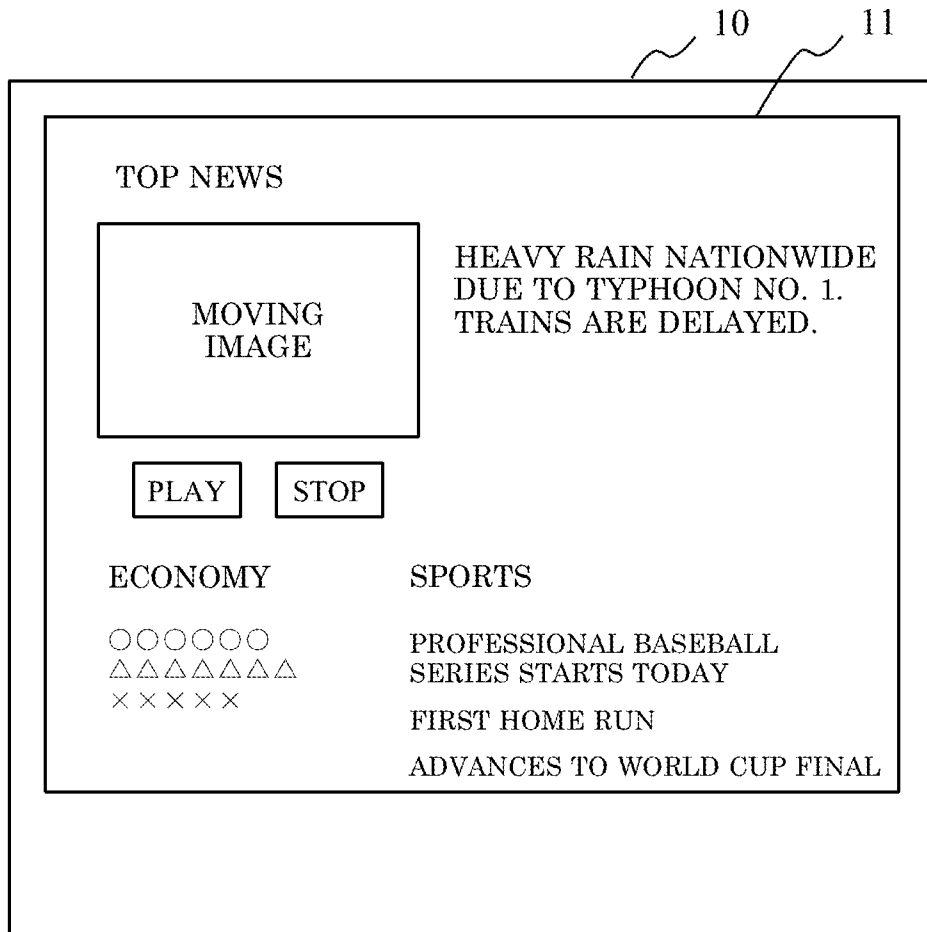 10
11
TOP NEWS
MOVING
IMAGE
HEAVY RAIN NATIONWIDE
DUE TO TYPHOON NO. 1.
TRAINS ARE DELAYED.
PLAY
STOP
ECONOMY
○○○○○○
△△△△△△△
×××××
SPORTS
PROFESSIONAL BASEBALL
SERIES STARTS TODAY
FIRST HOME RUN
ADVANCES TO WORLD CUP FINAL